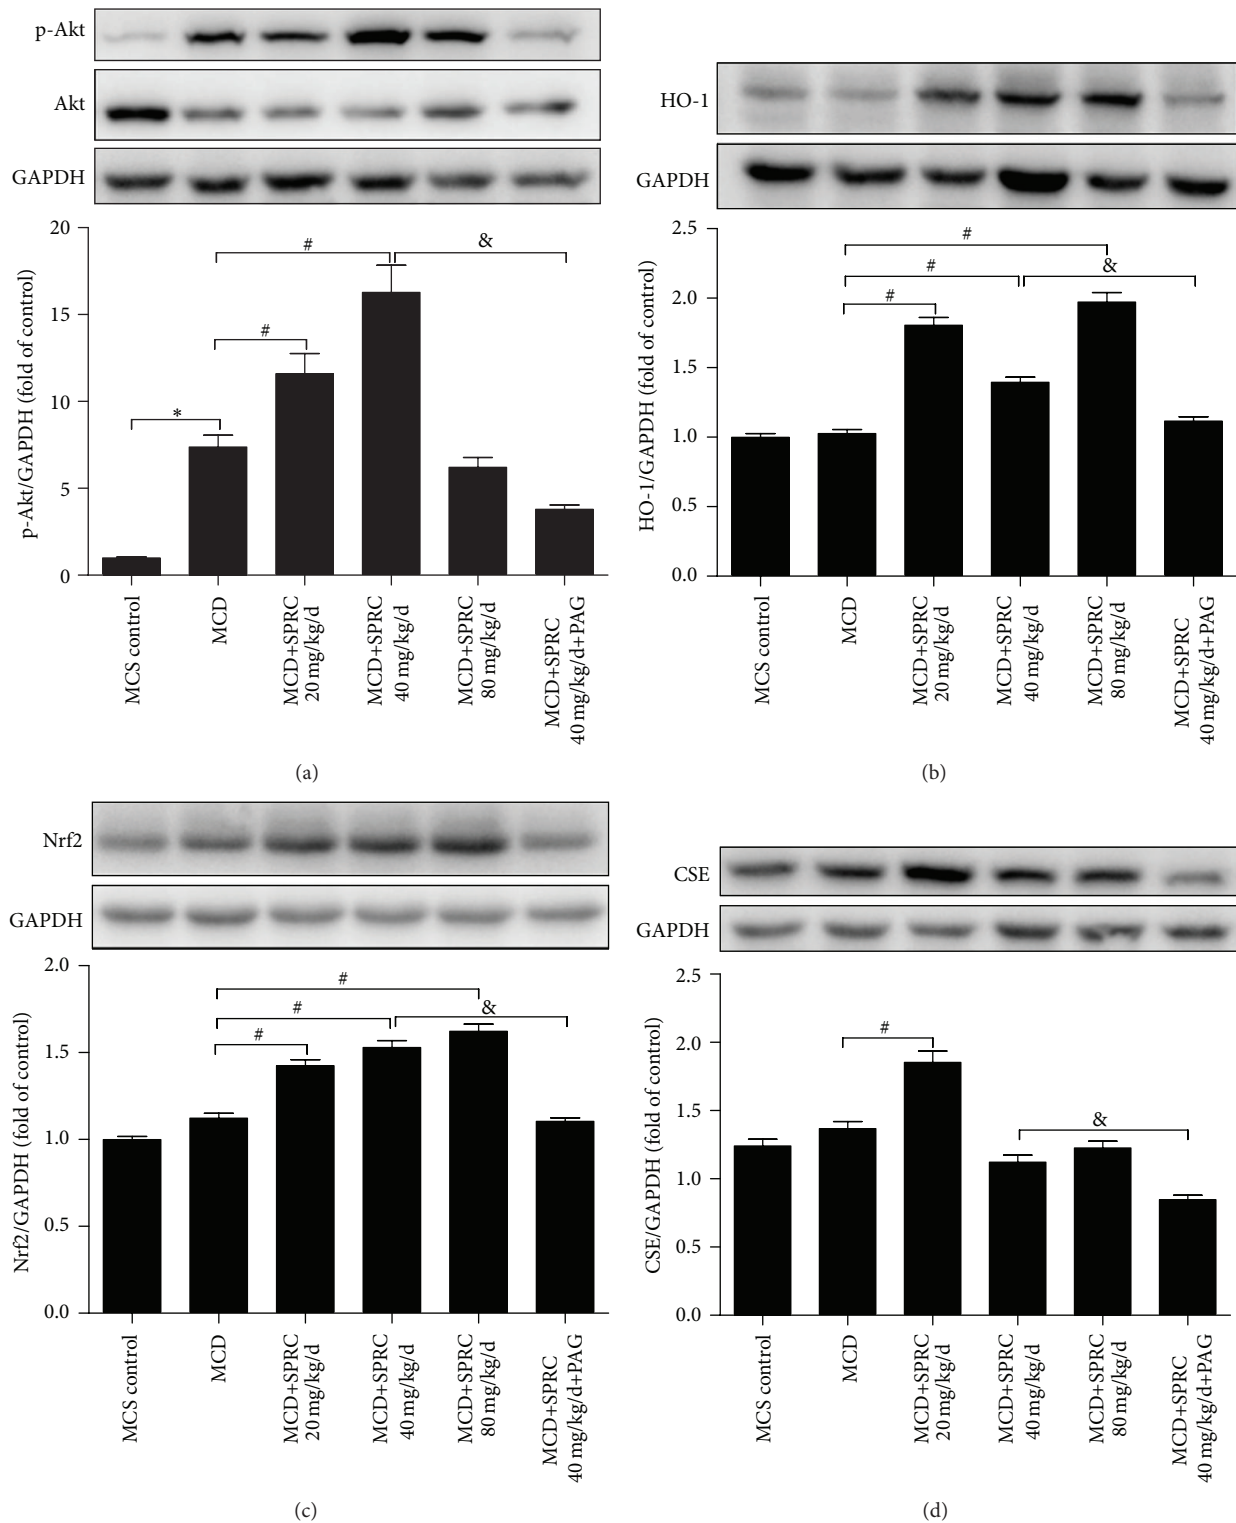 p-Akt
Akt
GAPDH
20
15
10
5
0
p-Akt/GAPDH (fold of control)
*
#
#
&
MCS control
MCD
MCD+SPRC
20 mg/kg/d
MCD+SPRC
40 mg/kg/d
MCD+SPRC
80 mg/kg/d
MCD+SPRC
40 mg/kg/d+PAG
(a)
HO-1
GAPDH
2.5
2.0
1.5
1.0
0.5
0.0
HO-1/GAPDH (fold of control)
#
#
#
&
MCS control
MCD
MCD+SPRC
20 mg/kg/d
MCD+SPRC
40 mg/kg/d
MCD+SPRC
80 mg/kg/d
MCD+SPRC
40 mg/kg/d+PAG
(b)
Nrf2
GAPDH
2.0
1.5
1.0
0.5
0.0
Nrf2/GAPDH (fold of control)
#
#
#
&
MCS control
MCD
MCD+SPRC
20 mg/kg/d
MCD+SPRC
40 mg/kg/d
MCD+SPRC
80 mg/kg/d
MCD+SPRC
40 mg/kg/d+PAG
(c)
CSE
GAPDH
2.5
2.0
1.5
1.0
0.5
0.0
CSE/GAPDH (fold of control)
#
&
MCS control
MCD
MCD+SPRC
20 mg/kg/d
MCD+SPRC
40 mg/kg/d
MCD+SPRC
80 mg/kg/d
MCD+SPRC
40 mg/kg/d+PAG
(d)